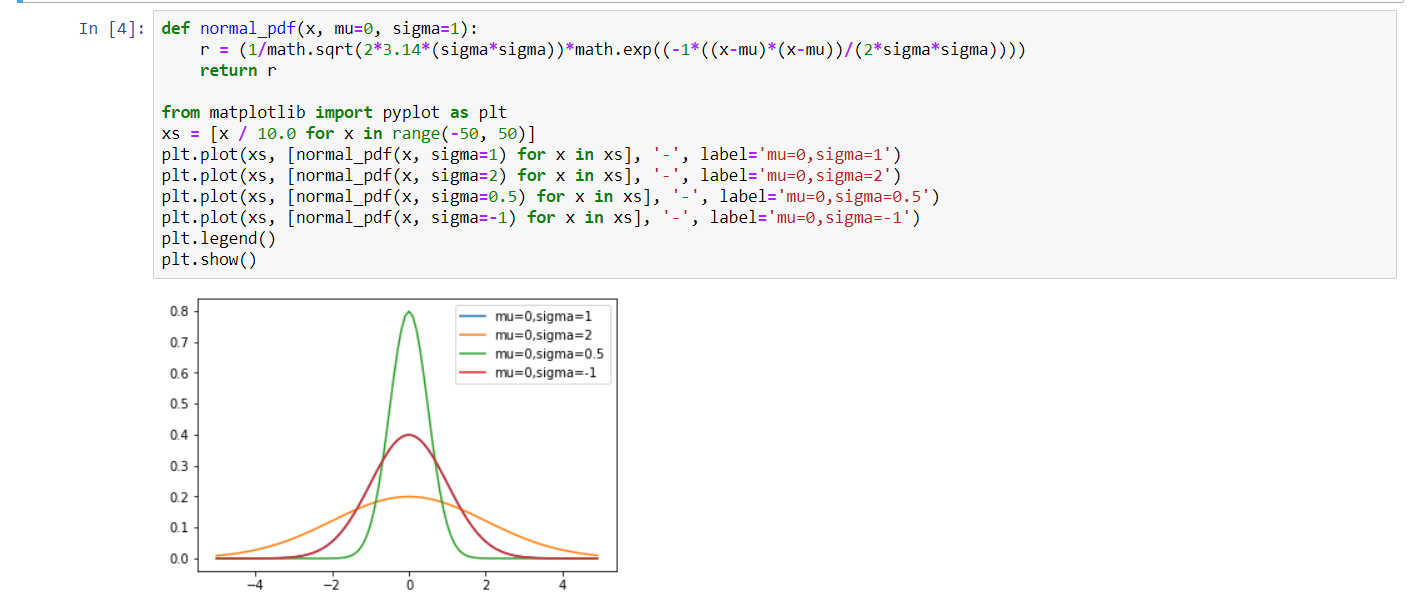 In [4]:
def normal_pdf(x, mu=0, sigma=1):
    r = (1/math.sqrt(2*3.14*(sigma*sigma))*math.exp((-1*((x-mu)*(x-mu))/(2*sigma*sigma))))
    return r

from matplotlib import pyplot as plt
xs = [x / 10.0 for x in range(-50, 50)]
plt.plot(xs, [normal_pdf(x, sigma=1) for x in xs], '-', label='mu=0,sigma=1')
plt.plot(xs, [normal_pdf(x, sigma=2) for x in xs], '-', label='mu=0,sigma=2')
plt.plot(xs, [normal_pdf(x, sigma=0.5) for x in xs], '-', label='mu=0,sigma=0.5')
plt.plot(xs, [normal_pdf(x, sigma=-1) for x in xs], '-', label='mu=0,sigma=-1')
plt.legend()
plt.show()
mu=0,sigma=1
mu=0,sigma=2
mu=0,sigma=0.5
mu=0,sigma=-1
0.8
0.7
0.6
0.5
0.4
0.3
0.2
0.1
0.0
−4 −2 0 2 4